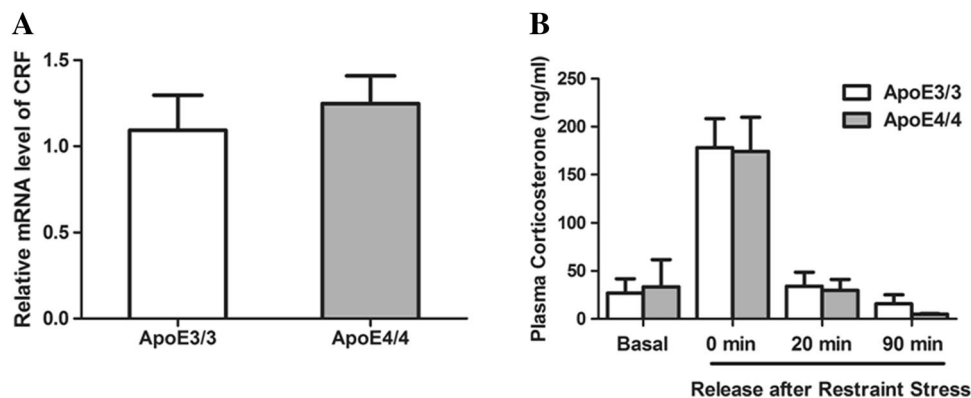 A
Relative mRNA level of CRF
1.5
1.0
0.5
0.0
ApoE3/3 ApoE4/4
B
Plasma Corticosterone (ng/ml)
250
200
150
100
50
0
ApoE3/3
ApoE4/4
Basal 0 min 20 min 90 min
Release after Restraint Stress